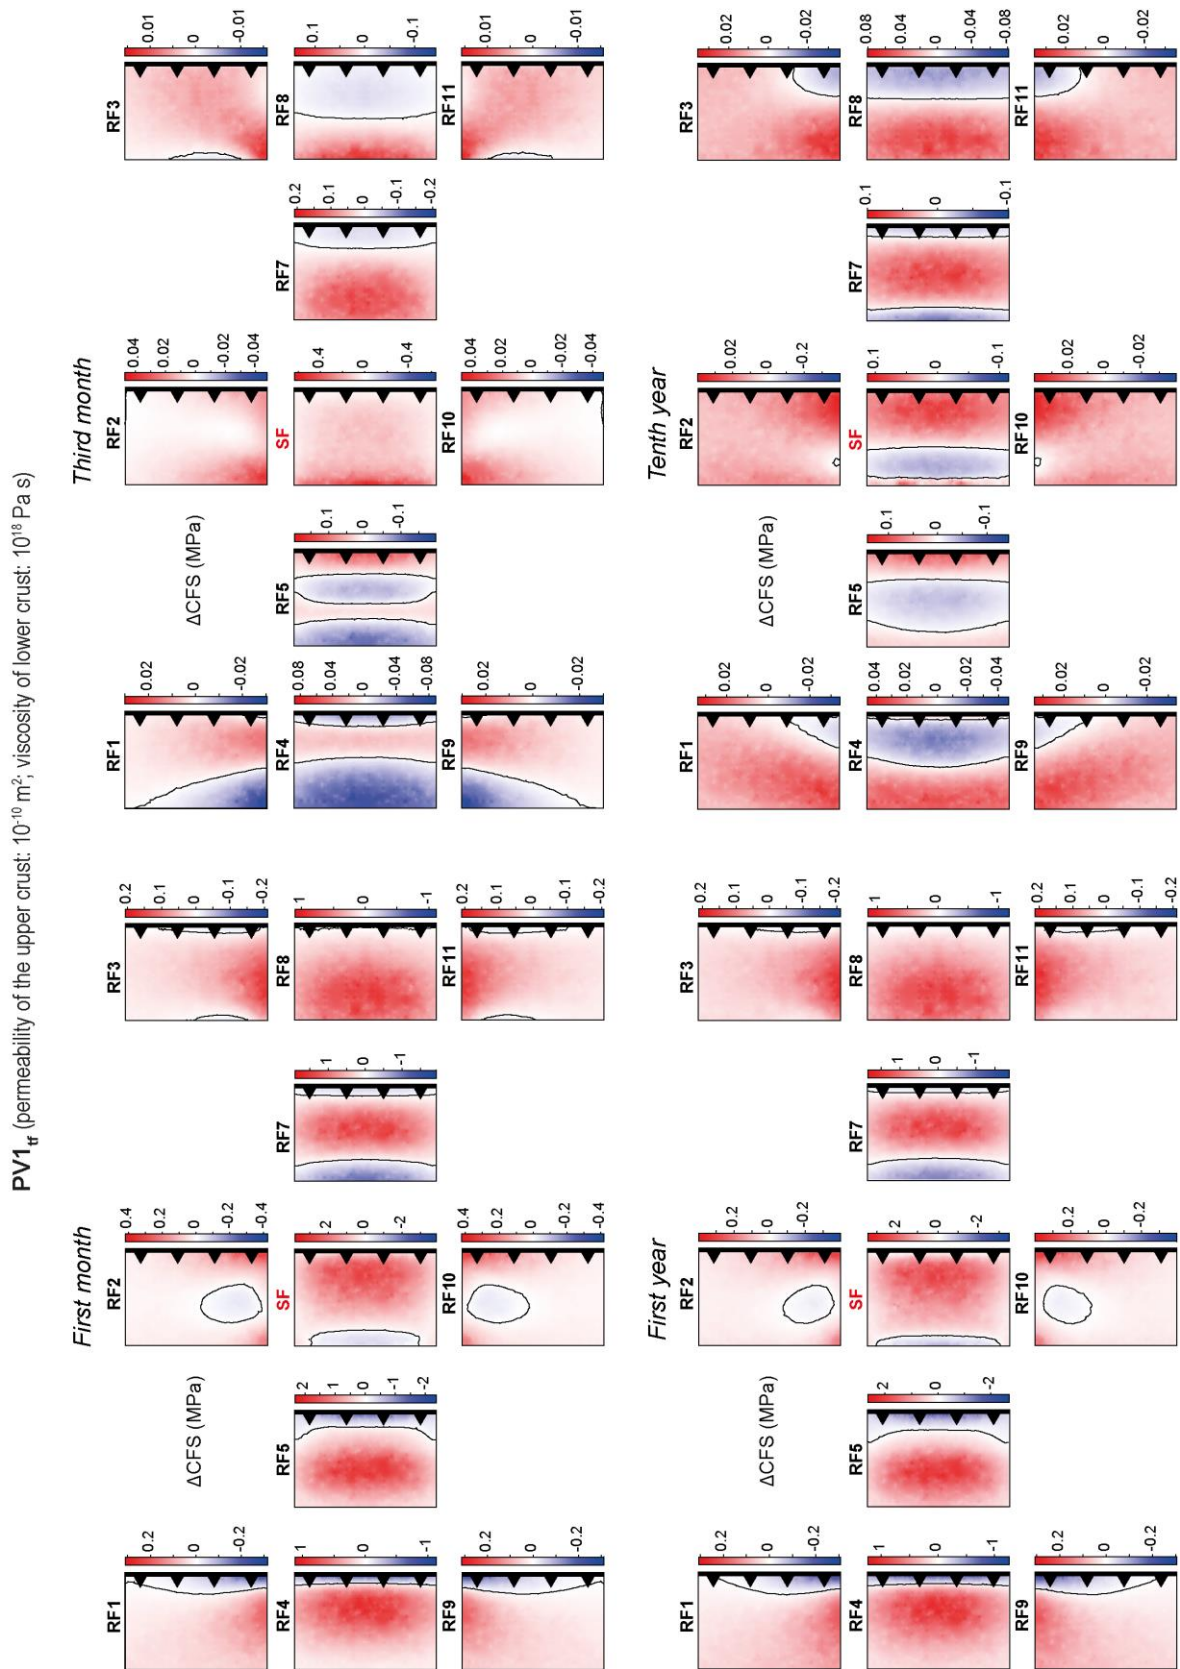 PV1tf (permeability of the upper crust: 10⁻¹⁰ m²; viscosity of lower crust: 10¹⁸ Pa s)
First month
RF1
0.2
0
-0.2
ΔCFS (MPa)
RF2
0.4
0.2
0
-0.2
-0.4
RF3
0.2
0.1
0
-0.1
-0.2
RF4
1
0
-1
RF5
2
1
0
-1
-2
SF
2
0
-2
RF7
1
0
-1
RF8
1
0
-1
RF9
0.2
0
-0.2
RF10
0.4
0.2
0
-0.2
-0.4
RF11
0.2
0.1
0
-0.1
-0.2
Third month
RF1
0.02
0
-0.02
ΔCFS (MPa)
RF2
0.04
0.02
0
-0.02
-0.04
RF3
0.01
0
-0.01
RF4
0.08
0.04
0
-0.04
-0.08
RF5
0.1
0
-0.1
SF
0.4
0
-0.4
RF7
0.2
0.1
0
-0.1
-0.2
RF8
0.1
0
-0.1
RF9
0.02
0
-0.02
RF10
0.04
0.02
0
-0.02
-0.04
RF11
0.01
0
-0.01
First year
RF1
0.2
0
-0.2
ΔCFS (MPa)
RF2
0.2
0
-0.2
RF3
0.2
0.1
0
-0.1
-0.2
RF4
1
0
-1
RF5
2
0
-2
SF
2
0
-2
RF7
1
0
-1
RF8
1
0
-1
RF9
0.2
0
-0.2
RF10
0.2
0
-0.2
RF11
0.2
0.1
0
-0.1
-0.2
Tenth year
RF1
0.02
0
-0.02
ΔCFS (MPa)
RF2
0.02
0
-0.2
RF3
0.02
0
-0.02
RF4
0.04
0.02
0
-0.02
-0.04
RF5
0.1
0
-0.1
SF
0.1
0
-0.1
RF7
0.1
0
-0.1
RF8
0.08
0.04
0
-0.04
-0.08
RF9
0.02
0
-0.02
RF10
0.02
0
-0.02
RF11
0.02
0
-0.02